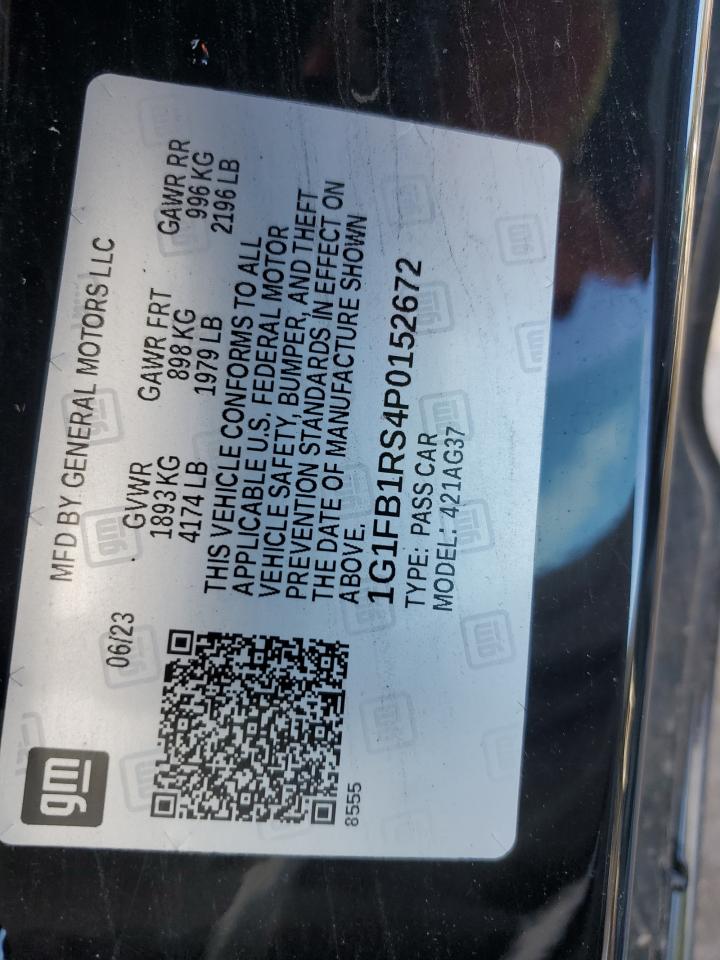 gm
06/23
MFD BY GENERAL MOTORS LLC
GVWR GAWR FRT GAWR RR
1893 KG 898 KG 996 KG
4174 LB 1979 LB 2196 LB
THIS VEHICLE CONFORMS TO ALL
APPLICABLE U.S. FEDERAL MOTOR
VEHICLE SAFETY, BUMPER, AND THEFT
PREVENTION STANDARDS IN EFFECT ON
THE DATE OF MANUFACTURE SHOWN
ABOVE.
1G1FB1RS4P0152672
TYPE: PASS CAR
MODEL: 421AG37
8555